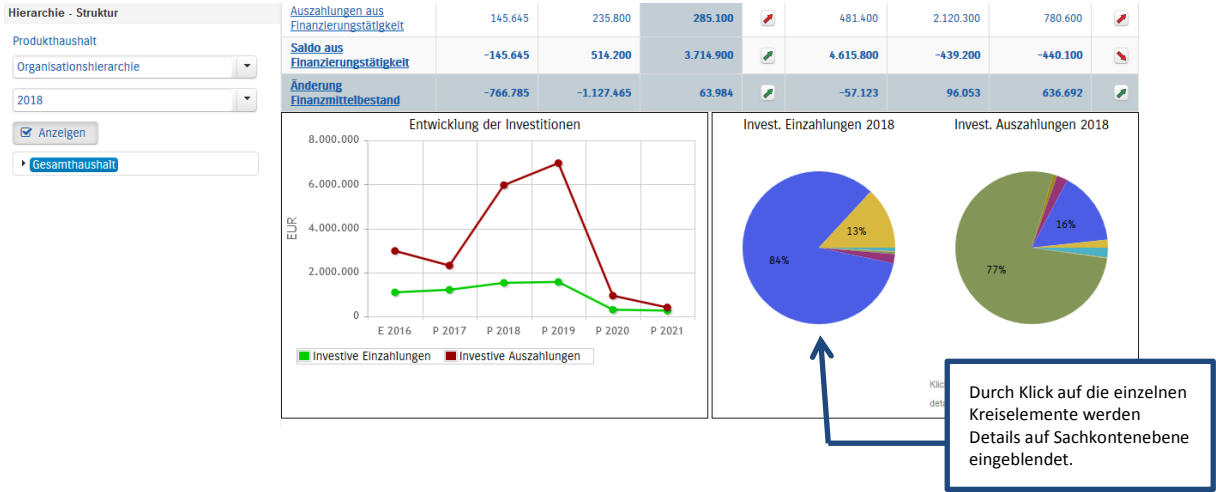 Hierarchie - Struktur
Produkthaushalt
Organisationshierarchie
2018
Anzeigen
Gesamthaushalt
Auszahlungen aus
Finanzierungstätigkeit
145.645 235.800 285.100 481.400 2.120.300 780.600
Saldo aus
Finanzierungstätigkeit
-145.645 514.200 3.714.900 4.615.800 -439.200 -440.100
Änderung
Finanzmittelbestand
-766.785 -1.127.465 63.984 -57.123 96.053 636.692
Entwicklung der Investitionen
8.000.000
6.000.000
4.000.000
2.000.000
0
EUR
E 2016 P 2017 P 2018 P 2019 P 2020 P 2021
Investive Einzahlungen Investive Auszahlungen
Invest. Einzahlungen 2018 Invest. Auszahlungen 2018
13%
84%
16%
77%
Durch Klick auf die einzelnen
Kreiselemente werden
Details auf Sachkontenebene
eingeblendet.